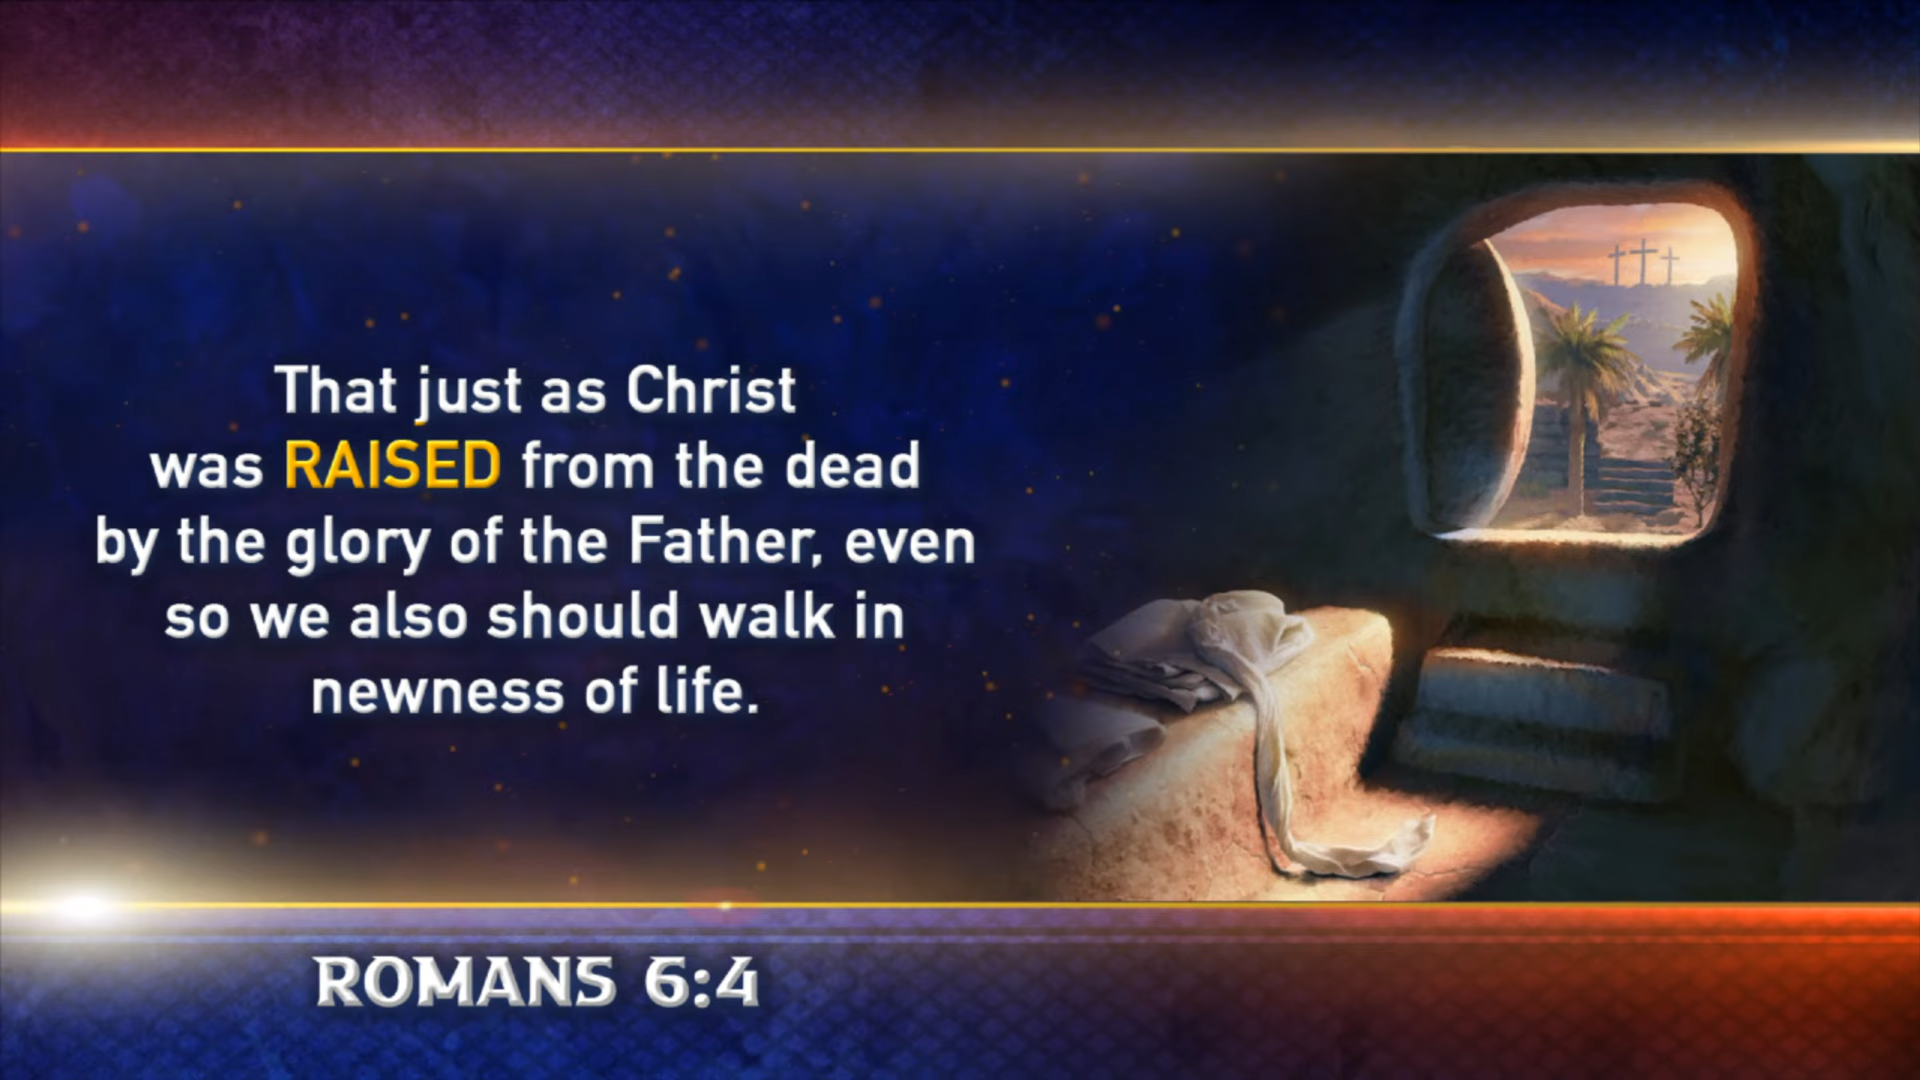 That just as Christ
was RAISED from the dead
by the glory of the Father, even
so we also should walk in
newness of life.
ROMANS 6:4